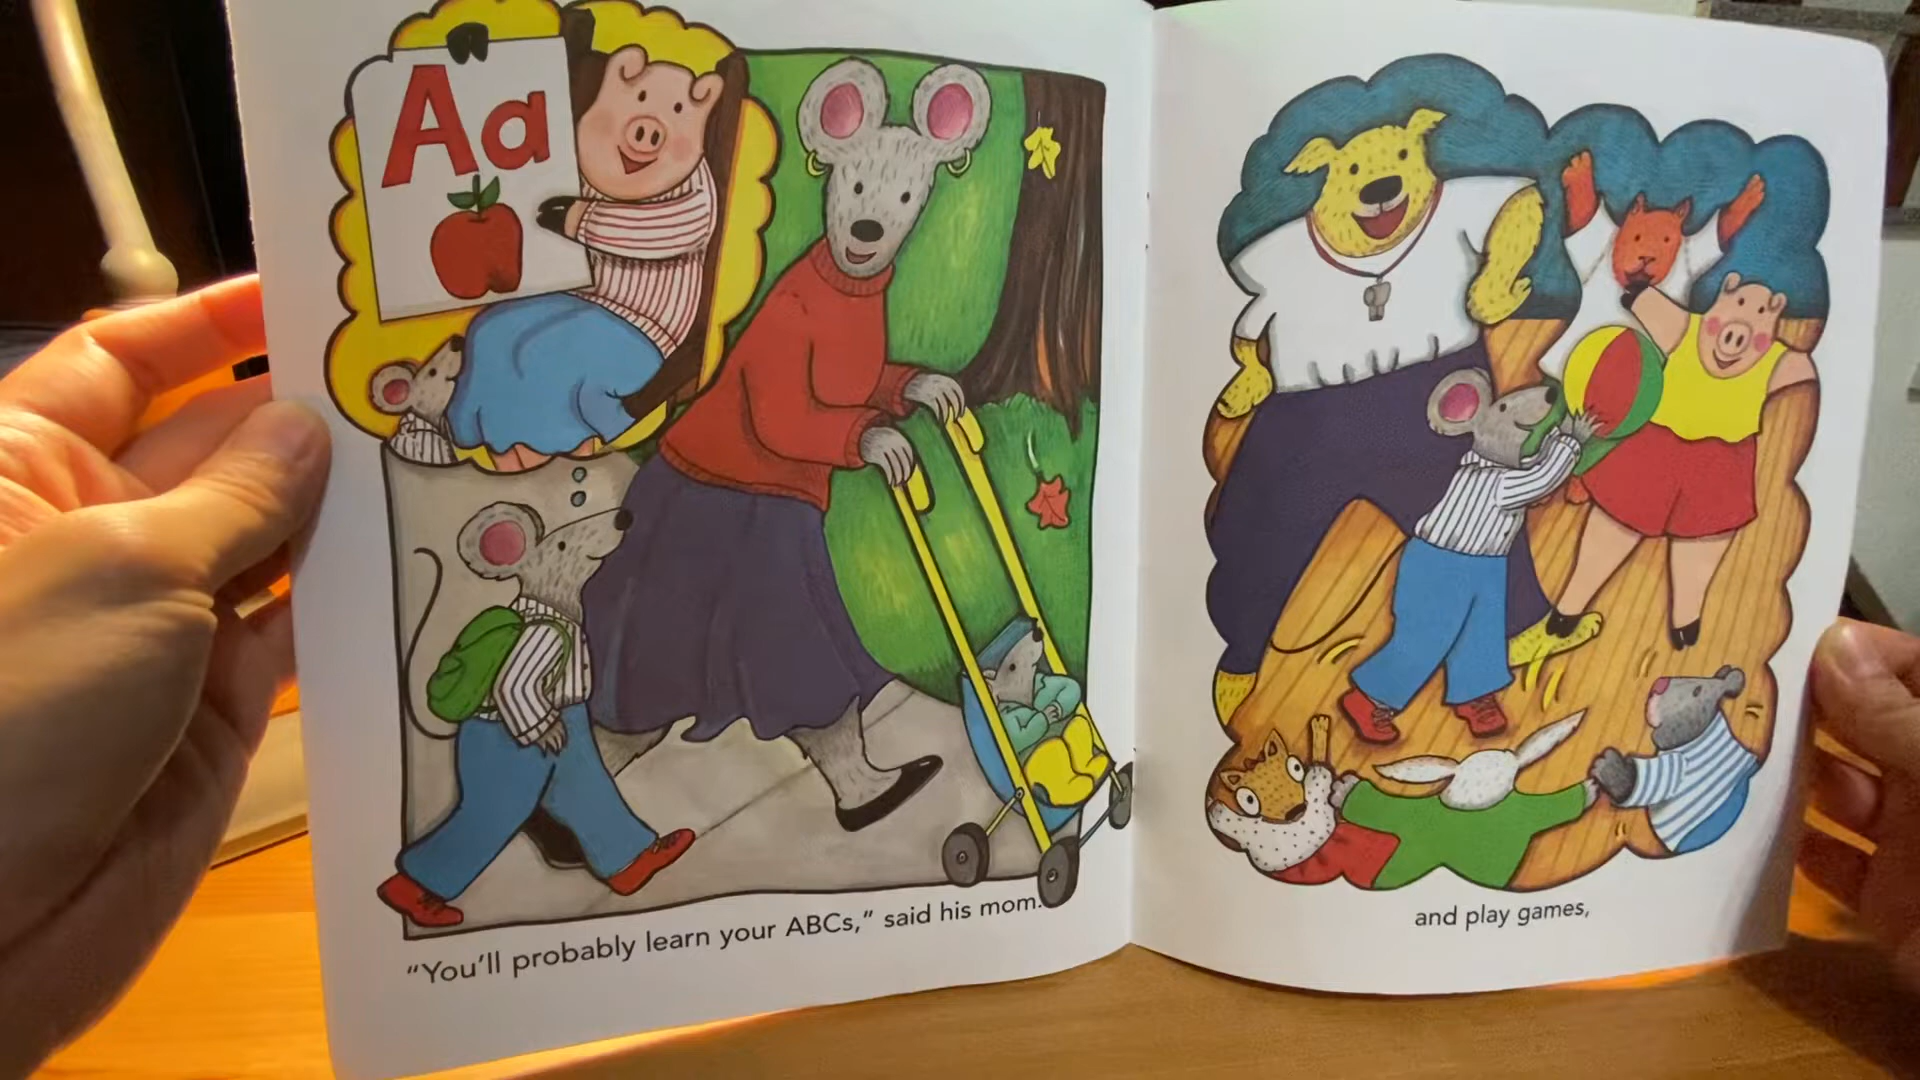 Aa
“You’ll probably learn your ABCs,” said his mom.
and play games,